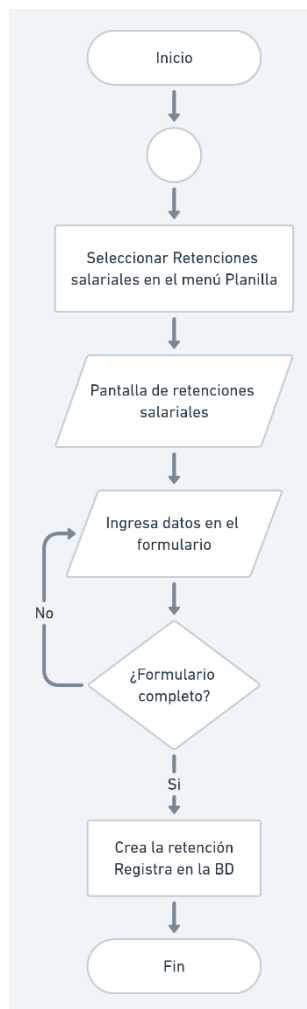 Inicio
Seleccionar Retenciones
salariales en el menú Planilla
Pantalla de retenciones
salariales
Ingresa datos en el
formulario
No
¿Formulario
completo?
Si
Crea la retención
Registra en la BD
Fin